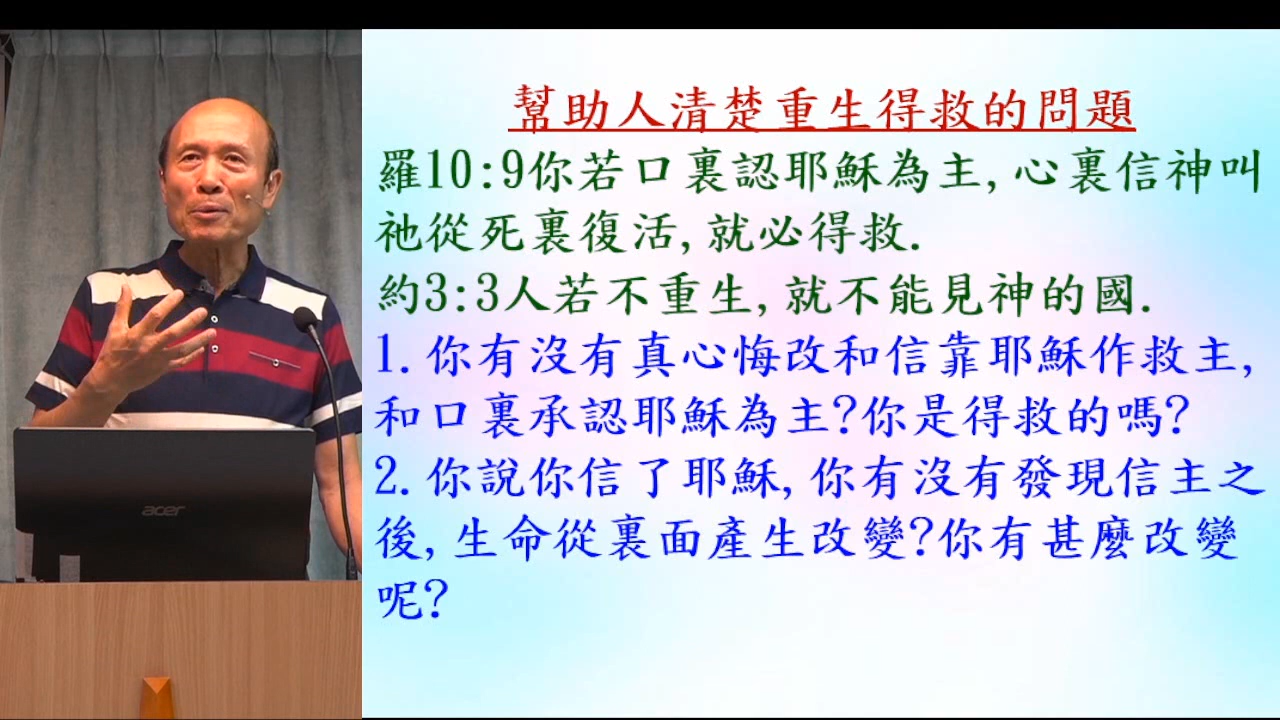 幫助人清楚重生得救的問題
羅10:9你若口裏認耶穌為主,心裏信神叫
祂從死裏復活,就必得救.
約3:3人若不重生,就不能見神的國.
1.你有沒有真心悔改和信靠耶穌作救主,
和口裏承認耶穌為主?你是得救的嗎?
2.你說你信了耶穌,你有沒有發現信主之
後,生命從裏面產生改變?你有甚麼改變
呢?
acer